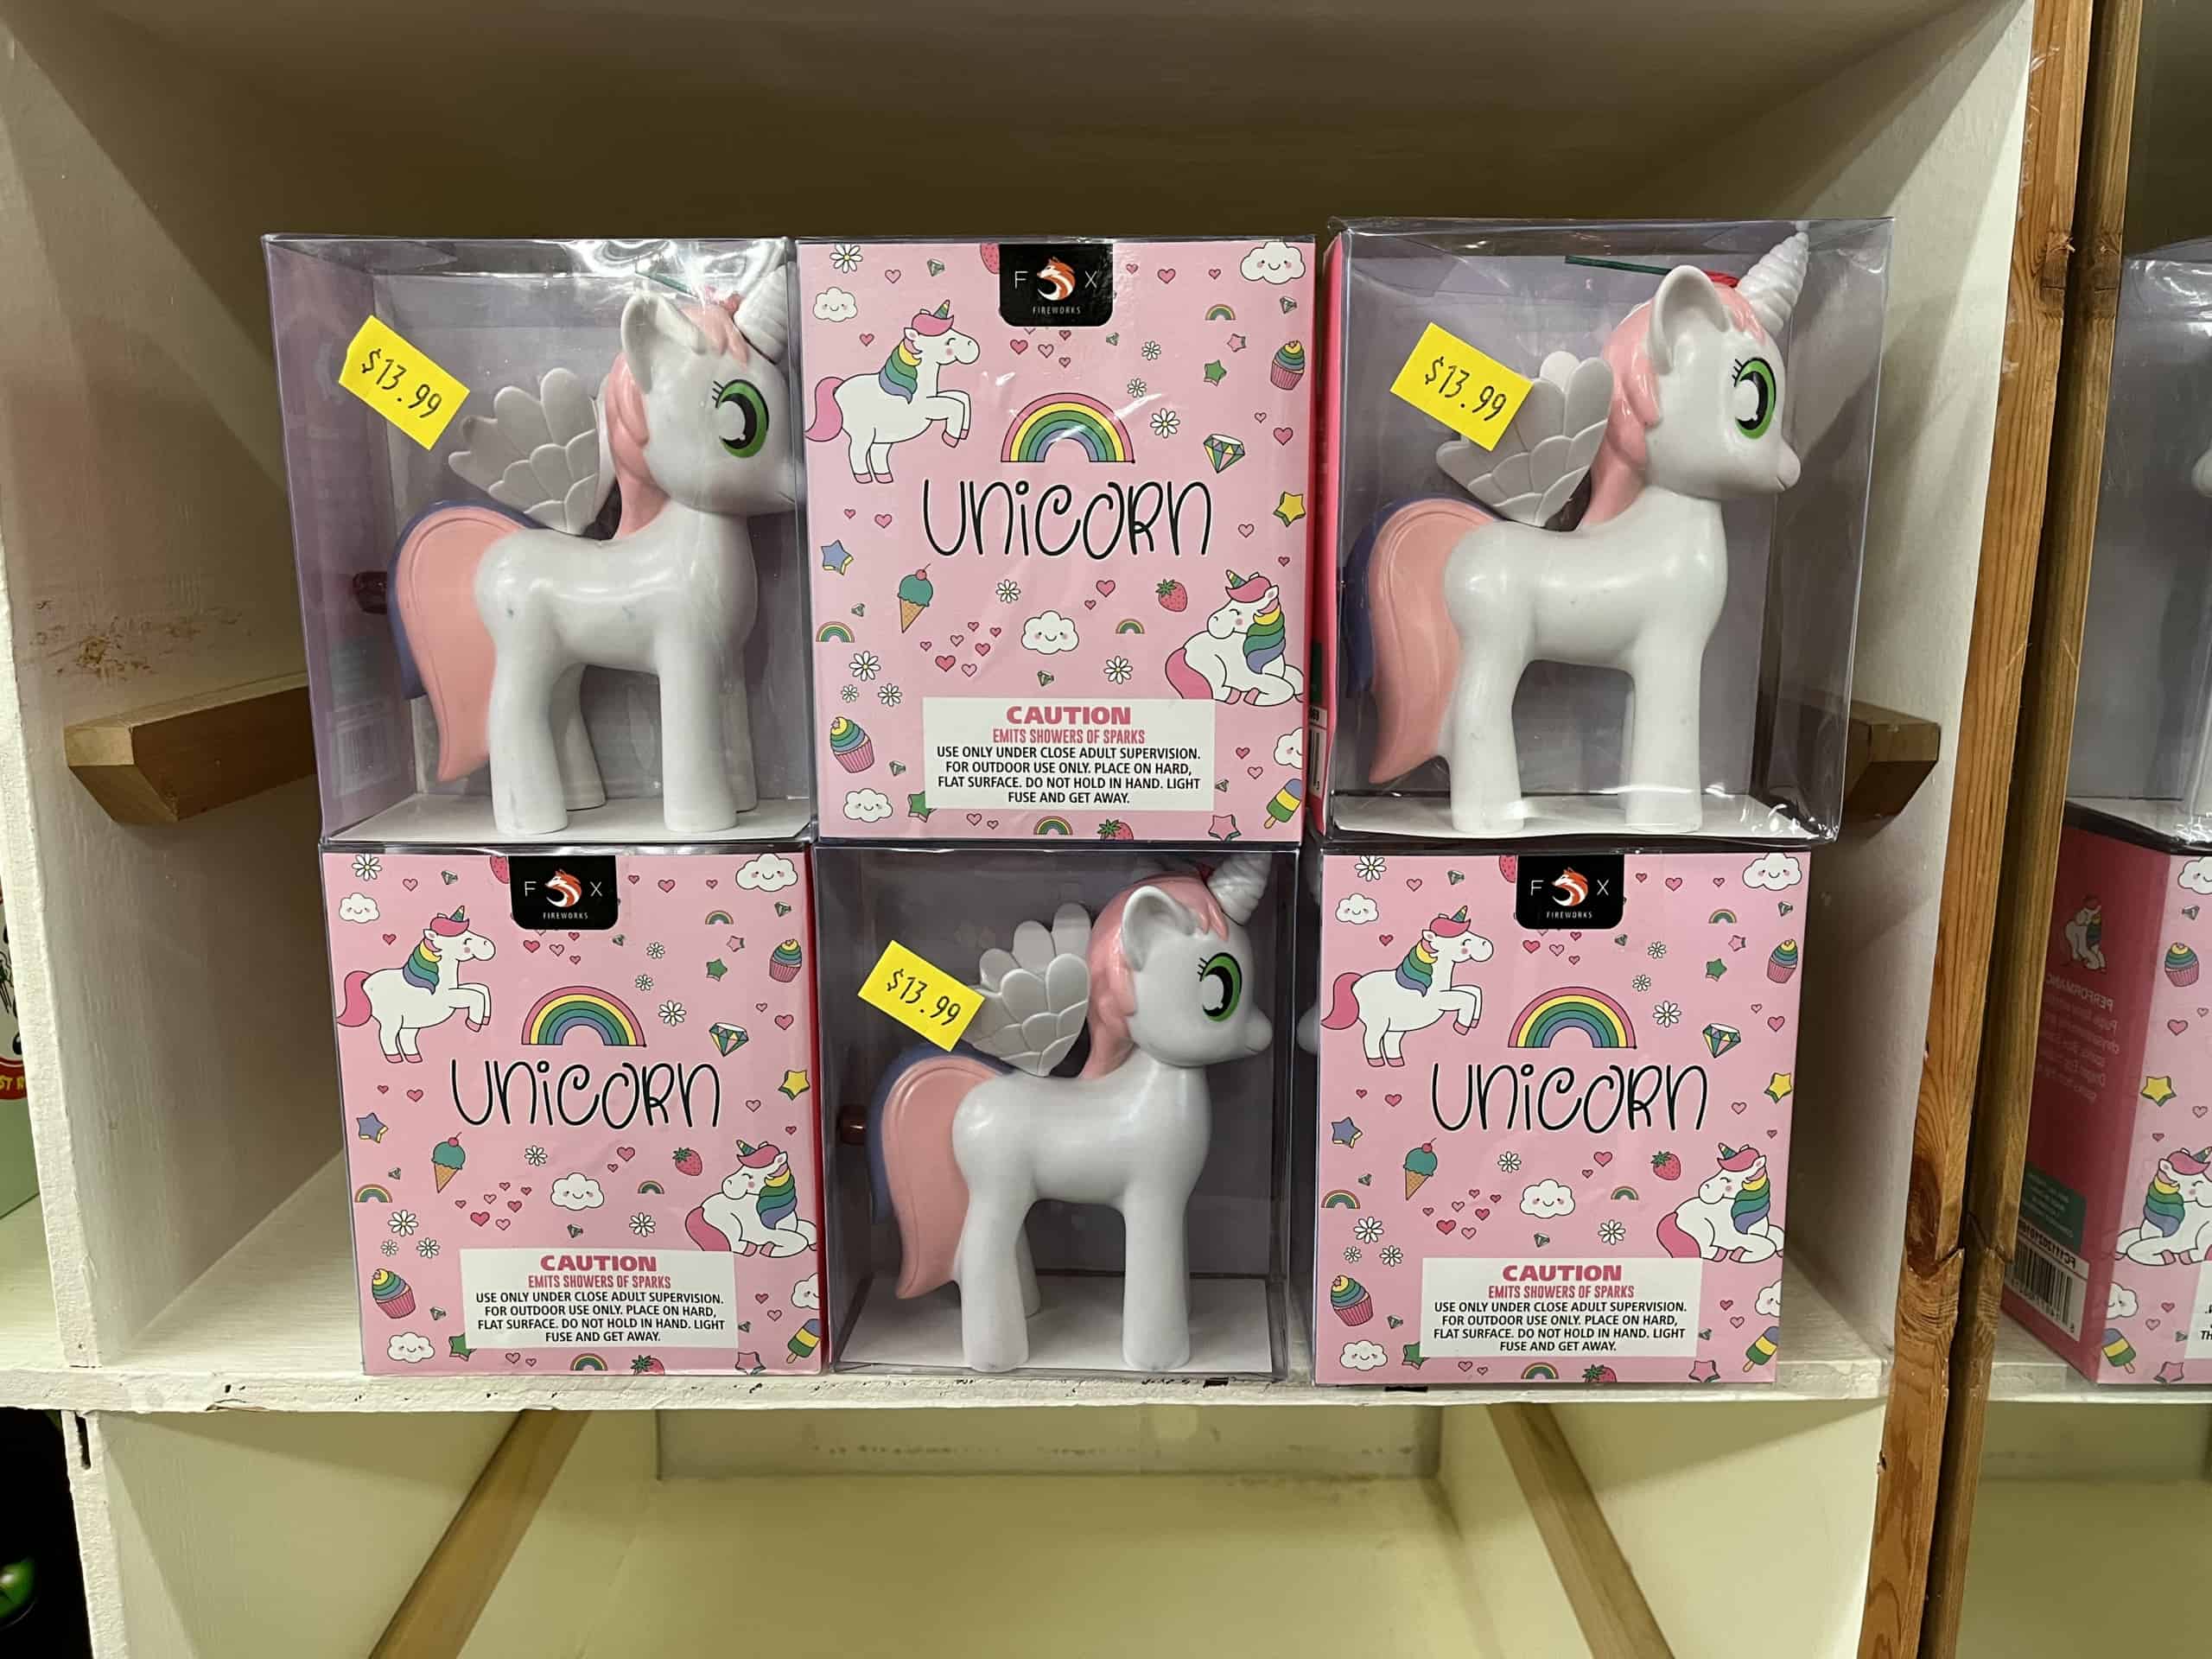 $13.99
FOX
FIREWORKS
UNICORN
CAUTION
EMITS SHOWERS OF SPARKS
USE ONLY UNDER CLOSE ADULT SUPERVISION.
FOR OUTDOOR USE ONLY. PLACE ON HARD,
FLAT SURFACE. DO NOT HOLD IN HAND. LIGHT
FUSE AND GET AWAY.
$13.99
FOX
FIREWORKS
UNICORN
CAUTION
EMITS SHOWERS OF SPARKS
USE ONLY UNDER CLOSE ADULT SUPERVISION.
FOR OUTDOOR USE ONLY. PLACE ON HARD,
FLAT SURFACE. DO NOT HOLD IN HAND. LIGHT
FUSE AND GET AWAY.
$13.99
FOX
FIREWORKS
UNICORN
CAUTION
EMITS SHOWERS OF SPARKS
USE ONLY UNDER CLOSE ADULT SUPERVISION.
FOR OUTDOOR USE ONLY. PLACE ON HARD,
FLAT SURFACE. DO NOT HOLD IN HAND. LIGHT
FUSE AND GET AWAY.